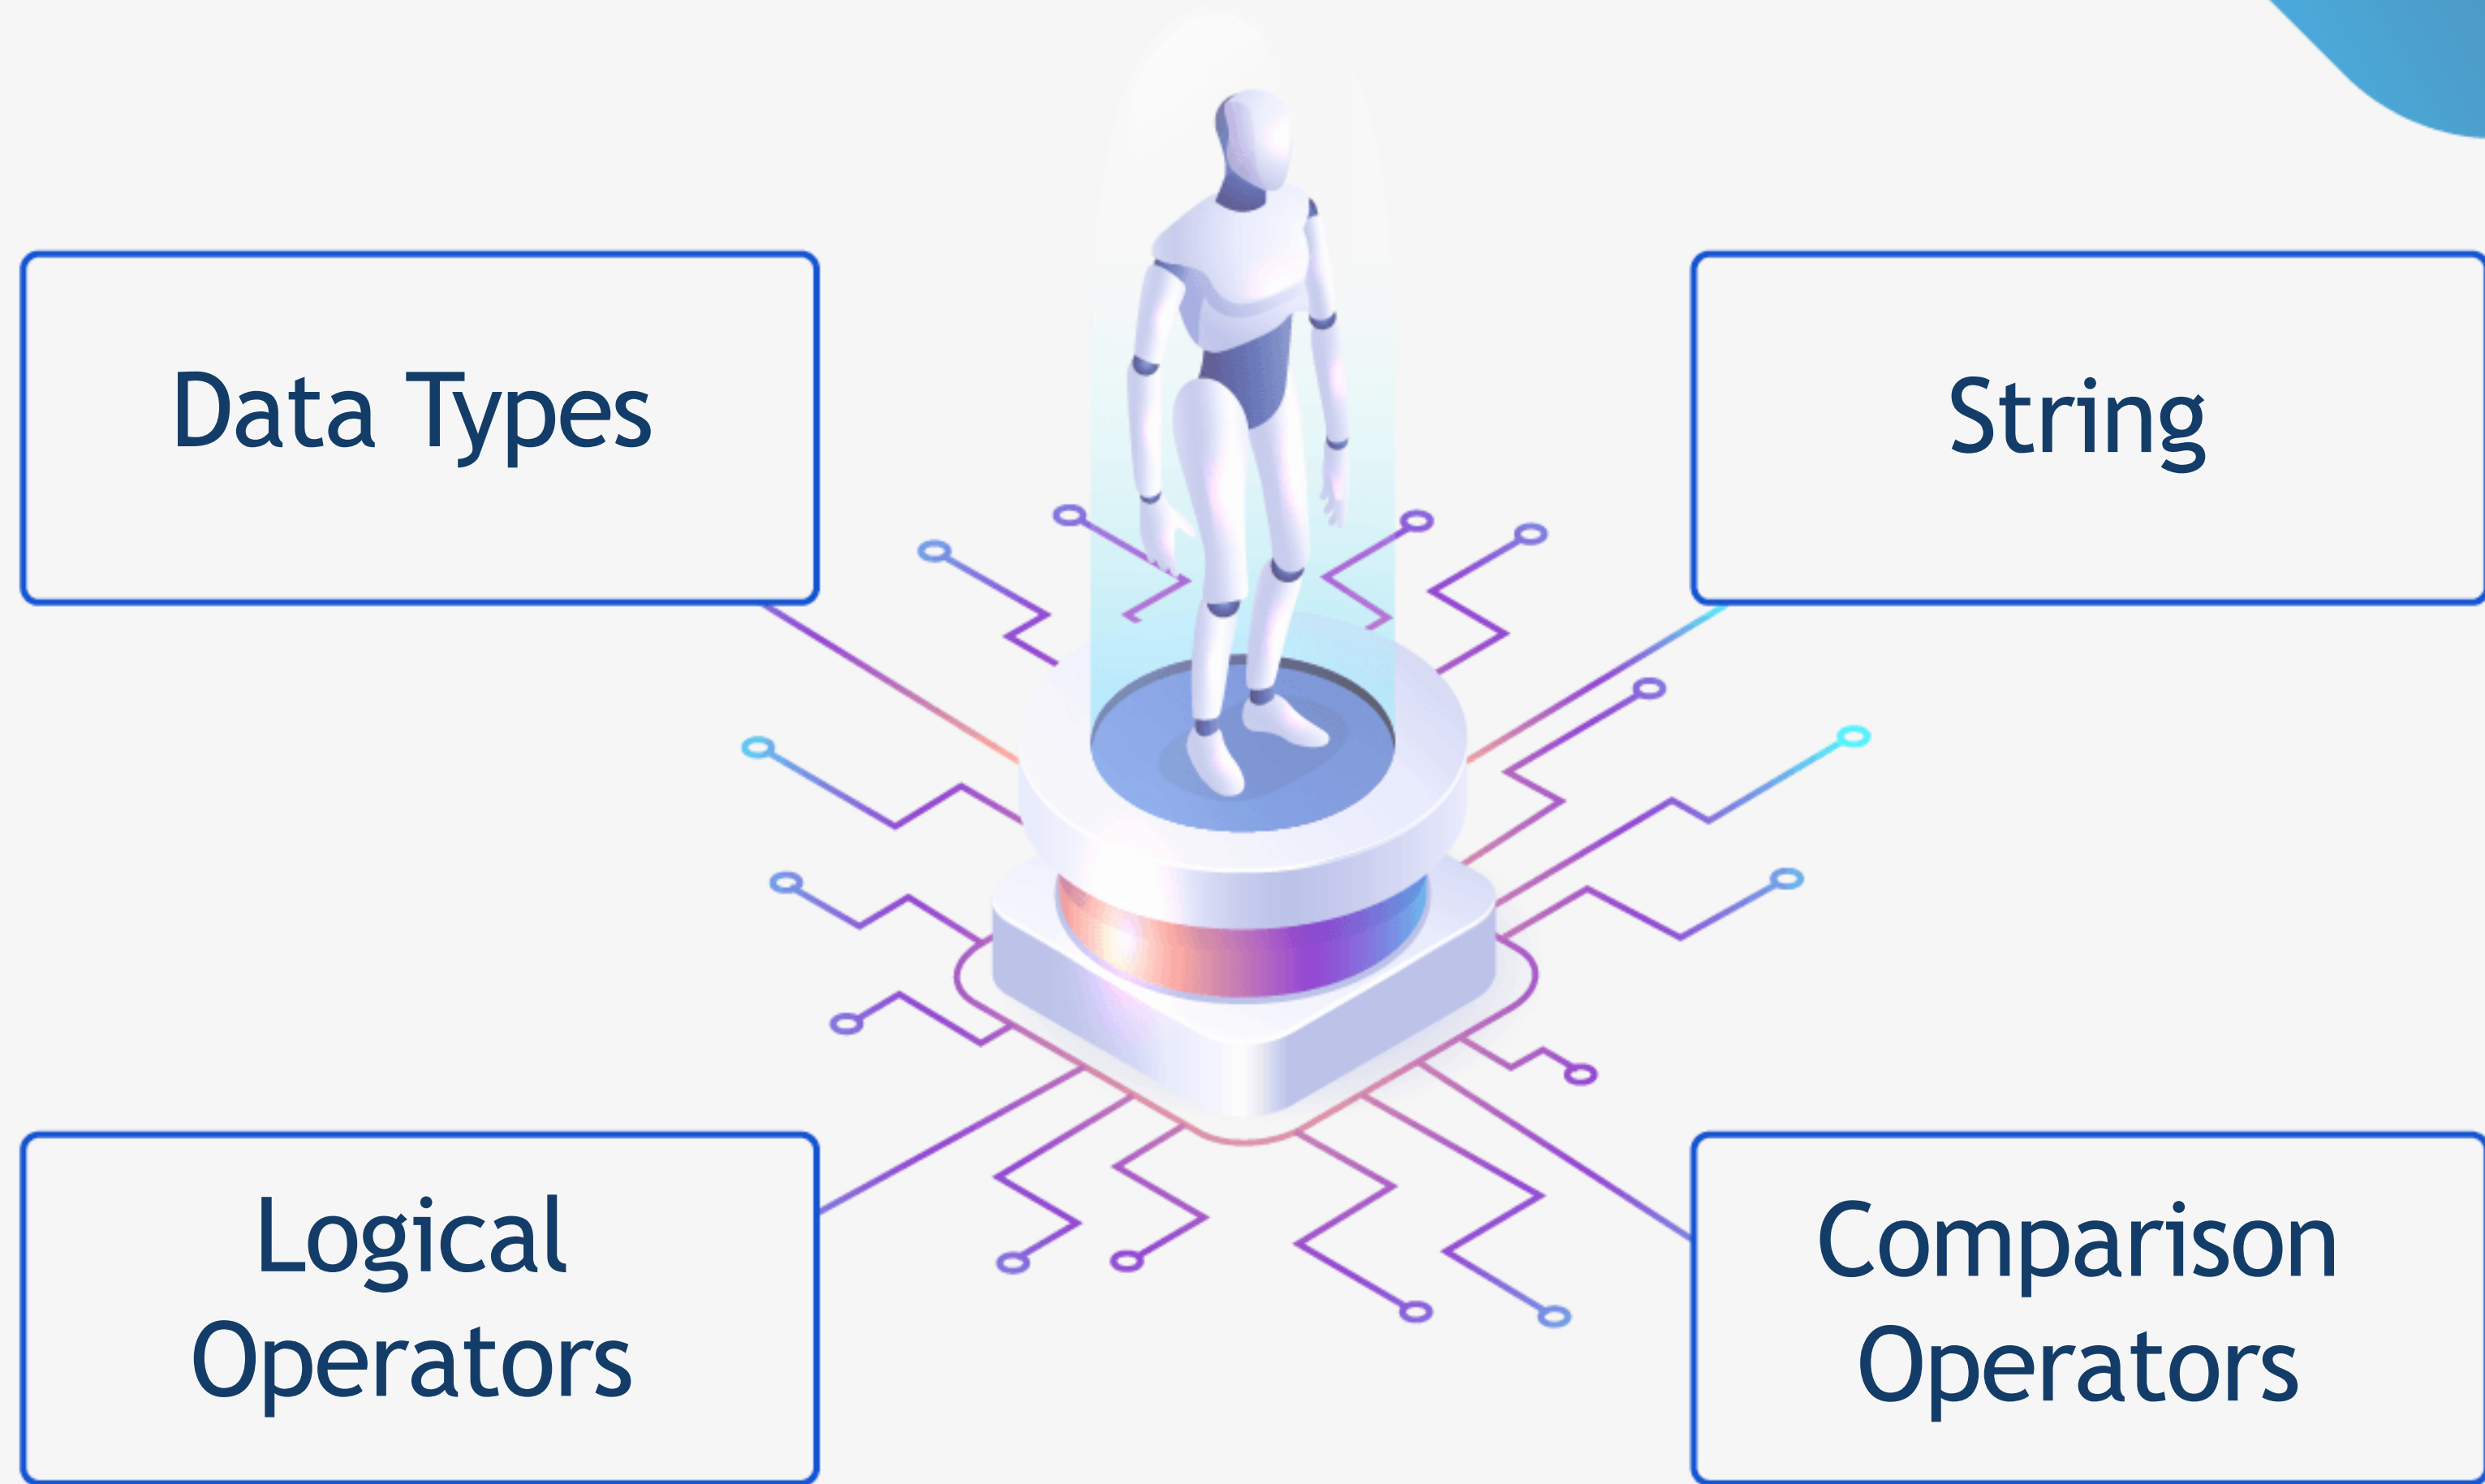 Data Types
String
Logical
Operators
Comparison
Operators